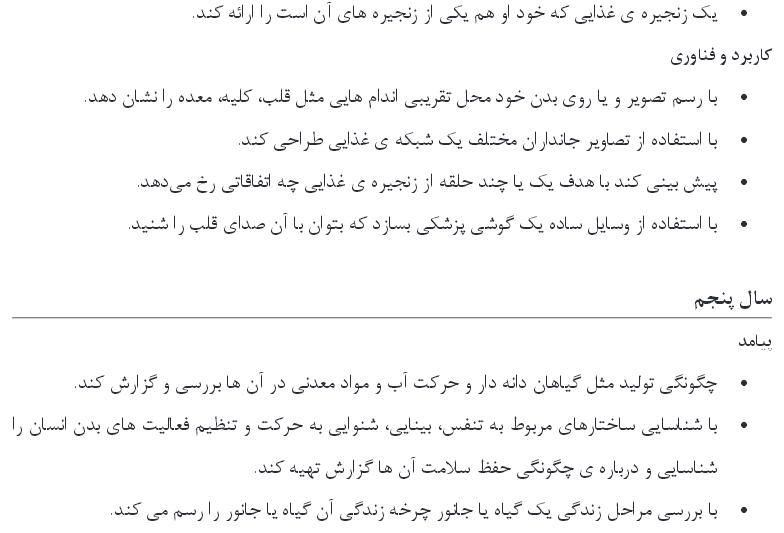 • یک زنجیره ی غذایی که خود او هم یکی از زنجیره های آن است را ارائه کند.
کاربرد و فناوری
• با رسم تصویر و یا روی بدن خود محل تقریبی اندام هایی مثل قلب، کلیه، معده را نشان دهد.
• با استفاده از تصاویر جانداران مختلف یک شبکه ی غذایی طراحی کند.
• پیش بینی کند با هدف یک یا چند حلقه از زنجیره ی غذایی چه اتفاقاتی رخ می‌دهد.
• با استفاده از وسایل ساده یک گوشی پزشکی بسازد که بتوان با آن صدای قلب را شنید.
سال پنجم
پیامد
• چگونگی تولید مثل گیاهان دانه دار و حرکت آب و مواد معدنی در آن ها بررسی و گزارش کند.
• با شناسایی ساختارهای مربوط به تنفس، بینایی، شنوایی به حرکت و تنظیم فعالیت های بدن انسان را
شناسایی و درباره ی چگونگی حفظ سلامت آن ها گزارش تهیه کند.
• با بررسی مراحل زندگی یک گیاه یا جانور چرخه زندگی آن گیاه یا جانور را رسم می کند.